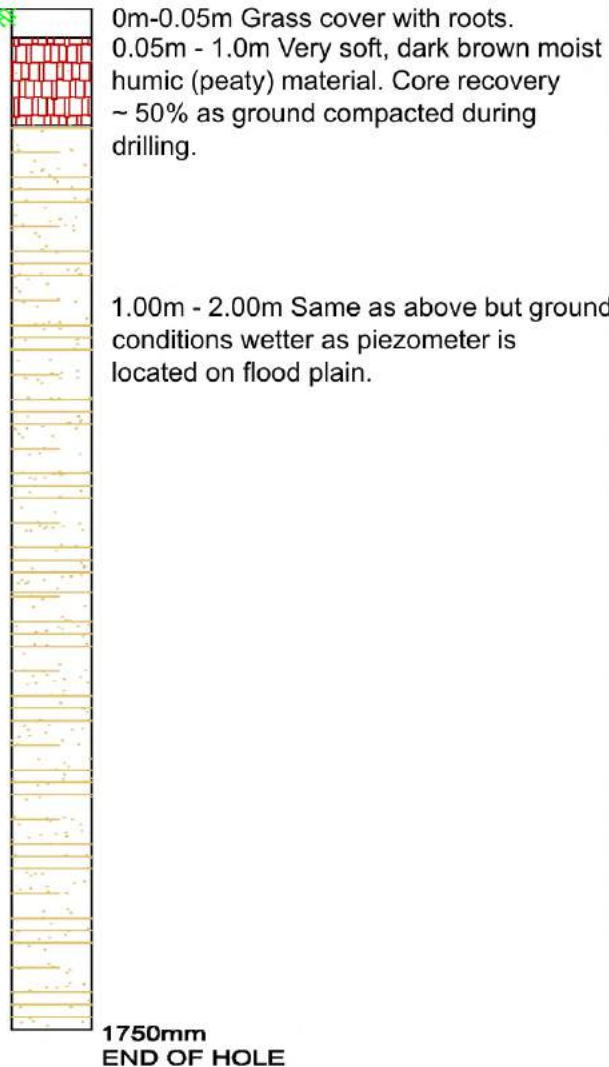 0m-0.05m Grass cover with roots.
0.05m - 1.0m Very soft, dark brown moist
humic (peaty) material. Core recovery
~ 50% as ground compacted during
drilling.
1.00m - 2.00m Same as above but ground
conditions wetter as piezometer is
located on flood plain.
1750mm
END OF HOLE